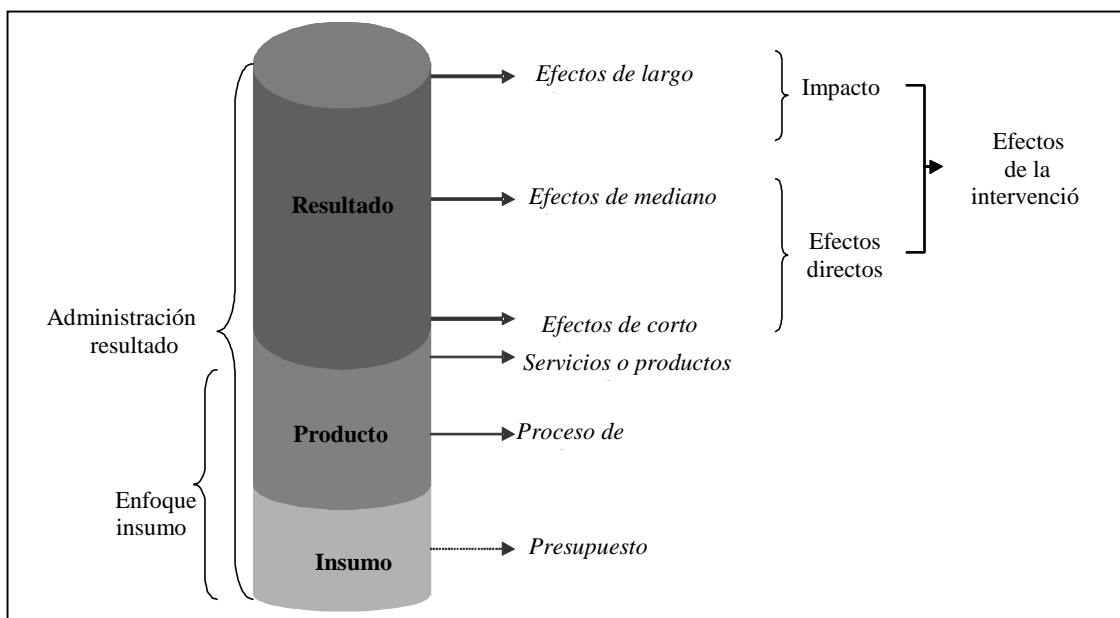 Efectos de largo
Impacto
Efectos
de la
intervenció
Resultado
Efectos de mediano
Efectos
directos
Administración
resultado
Efectos de corto
Servicios o productos
Producto
Proceso de
Enfoque
insumo
Insumo
Presupuesto